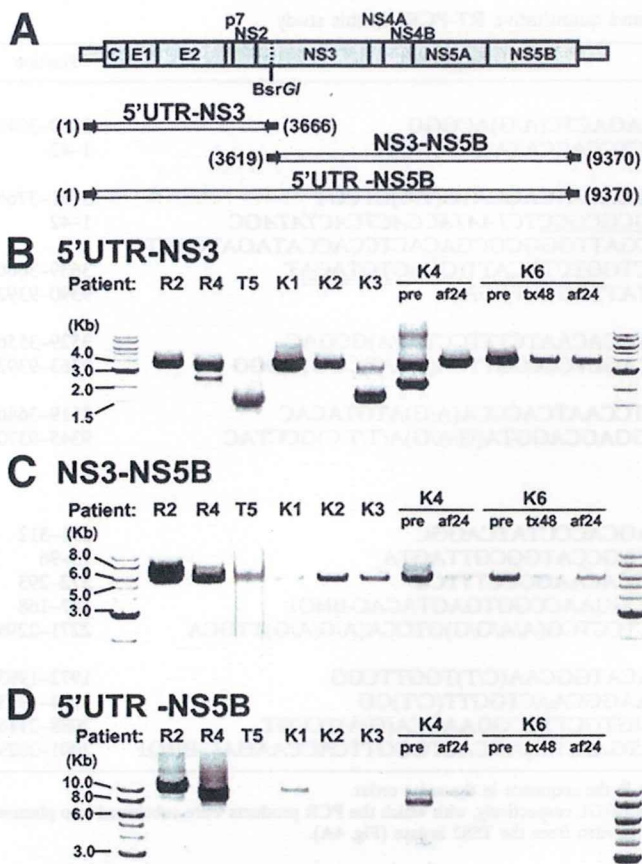 A
p7
NS2
NS4A
NS4B
C E1 E2 NS3 NS5A NS5B
BsrGI
5'UTR-NS3
(1) (3666)
NS3-NS5B
(3619) (9370)
5'UTR -NS5B
(1) (9370)
B 5'UTR-NS3
Patient: R2 R4 T5 K1 K2 K3 K4 K6
pre af24 pre tx48 af24
(Kb)
4.0
3.0
2.0
1.5
C NS3-NS5B
Patient: R2 R4 T5 K1 K2 K3 K4 K6
pre af24 pre tx48 af24
8.0
6.0
5.0
3.0
D 5'UTR -NS5B
Patient: R2 R4 T5 K1 K2 K3 K4 K6
pre af24 pre tx48 af24
(Kb)
10.0
8.0
6.0
3.0